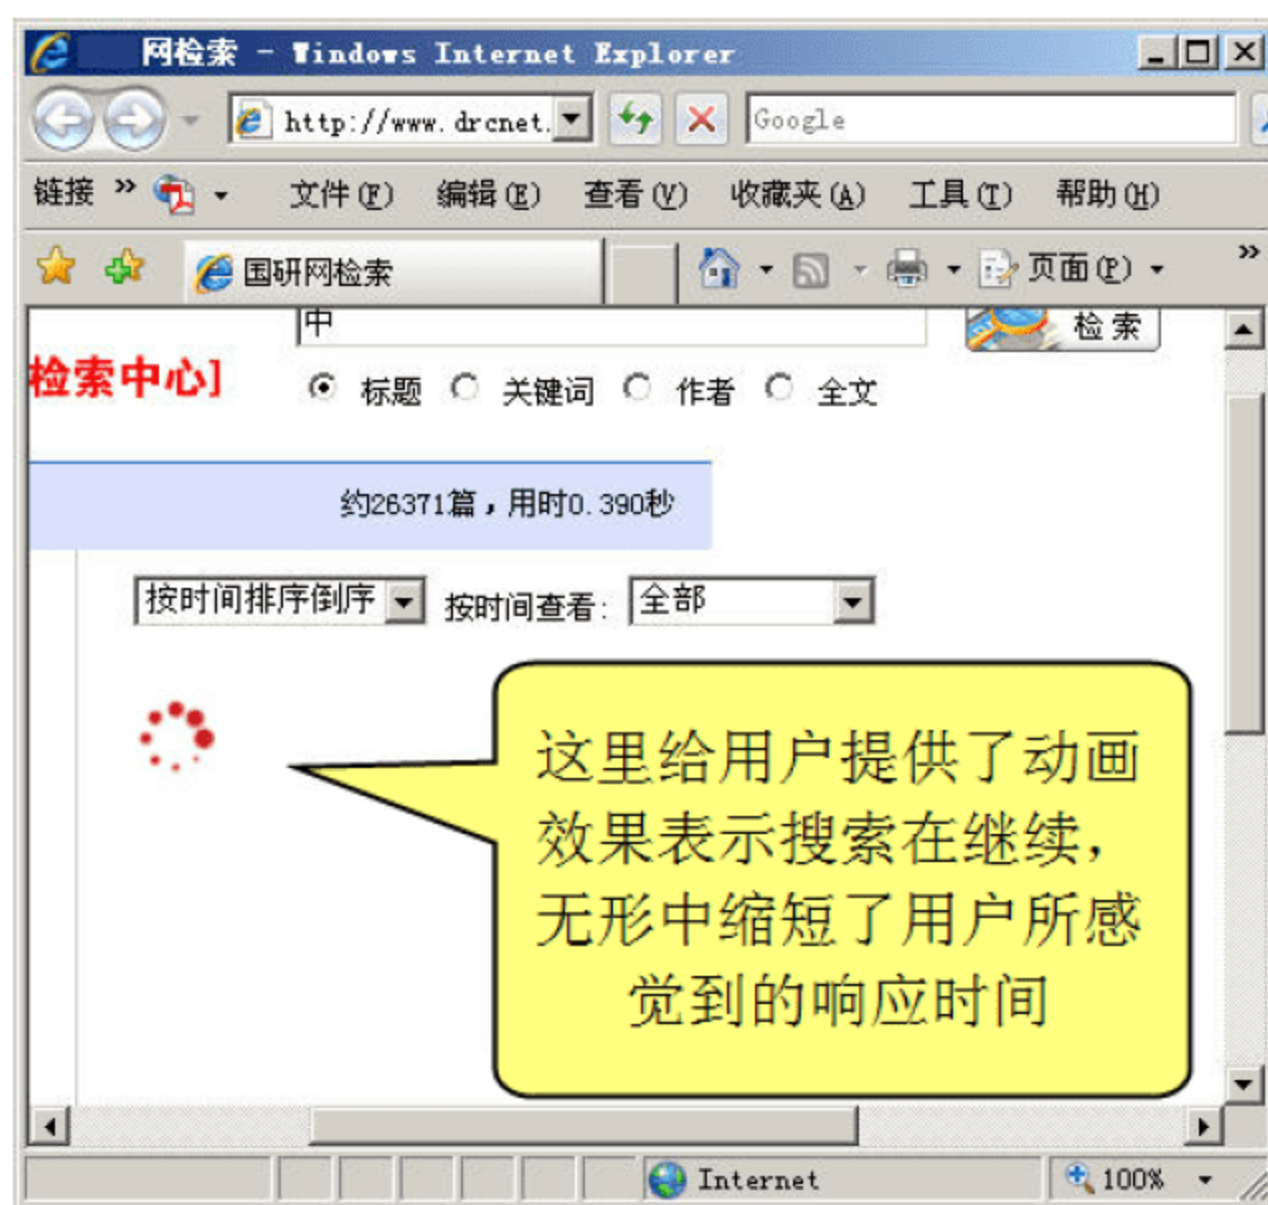 网检索 - Windows Internet Explorer
http://www.drcnet. Google
链接 » 文件(F) 编辑(E) 查看(V) 收藏夹(A) 工具(T) 帮助(H)
国研网检索 页面(P) »
中 检索
检索中心]
标题 关键词 作者 全文
约26371篇，用时0.390秒
按时间排序倒序 按时间查看: 全部
这里给用户提供了动画
效果表示搜索在继续，
无形中缩短了用户所感
觉到的响应时间
Internet 100%